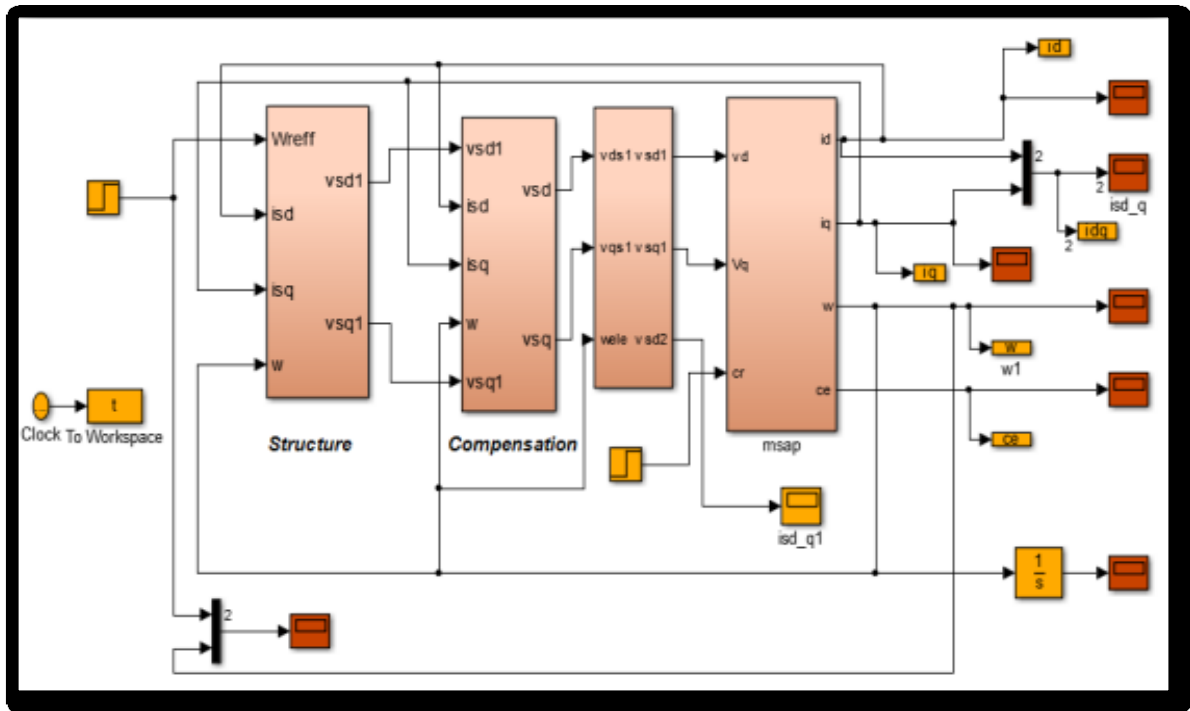 id
Wreff
vsd1
isd
isq
vsq1
w
Structure
vsd1
isd
isq
w
vsq1
vsd
vsq
Compensation
vds1 vsd1
vqs1 vsq1
wele vsd2
vd
Vq
cr
id
iq
w
ce
msap
2
2
isd_q
idq
2
iq
w
w1
ce
t
Clock
To Workspace
isd_q1
1
s
2